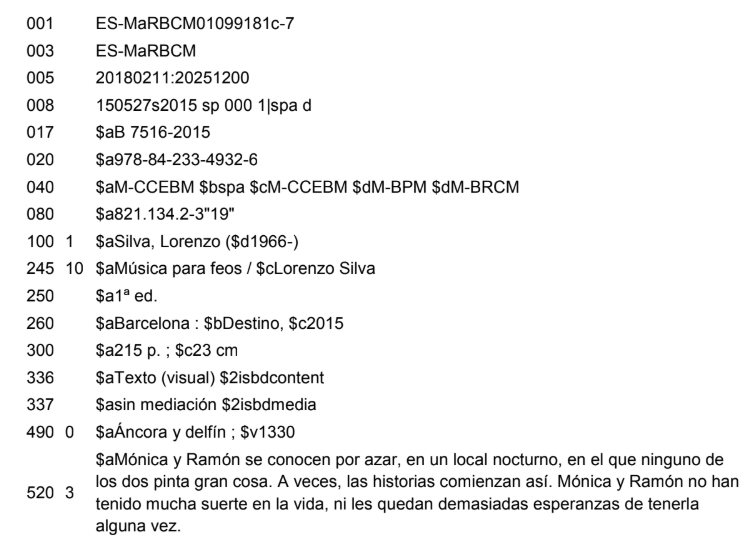 001 ES-MaRBCM01099181c-7
003 ES-MaRBCM
005 20180211:20251200
008 150527s2015 sp 000 1|spa d
017 $aB 7516-2015
020 $a978-84-233-4932-6
040 $aM-CCEBM $bspa $cM-CCEBM $dM-BPM $dM-BRCM
080 $a821.134.2-3"19"
100 1 $aSilva, Lorenzo ($d1966-)
245 10 $aMúsica para feos / $cLorenzo Silva
250 $a1ª ed.
260 $aBarcelona : $bDestino, $c2015
300 $a215 p. ; $c23 cm
336 $aTexto (visual) $2isbdcontent
337 $asin mediación $2isbdmedia
490 0 $aÁncora y delfín ; $v1330
520 3 $aMónica y Ramón se conocen por azar, en un local nocturno, en el que ninguno de
los dos pinta gran cosa. A veces, las historias comienzan así. Mónica y Ramón no han
tenido mucha suerte en la vida, ni les quedan demasiadas esperanzas de tenerla
alguna vez.